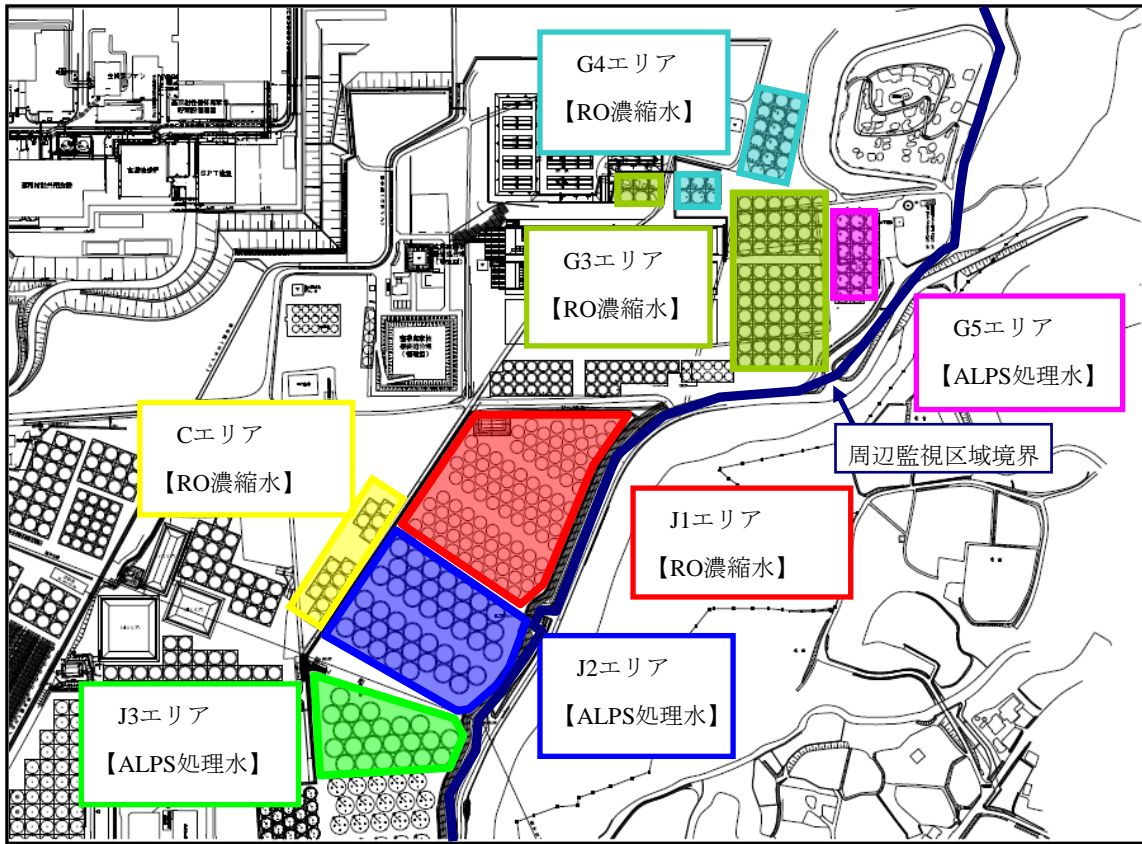 G4エリア
【RO濃縮水】
G3エリア
【RO濃縮水】
G5エリア
【ALPS処理水】
Cエリア
【RO濃縮水】
周辺監視区域境界
J1エリア
【RO濃縮水】
J2エリア
【ALPS処理水】
J3エリア
【ALPS処理水】